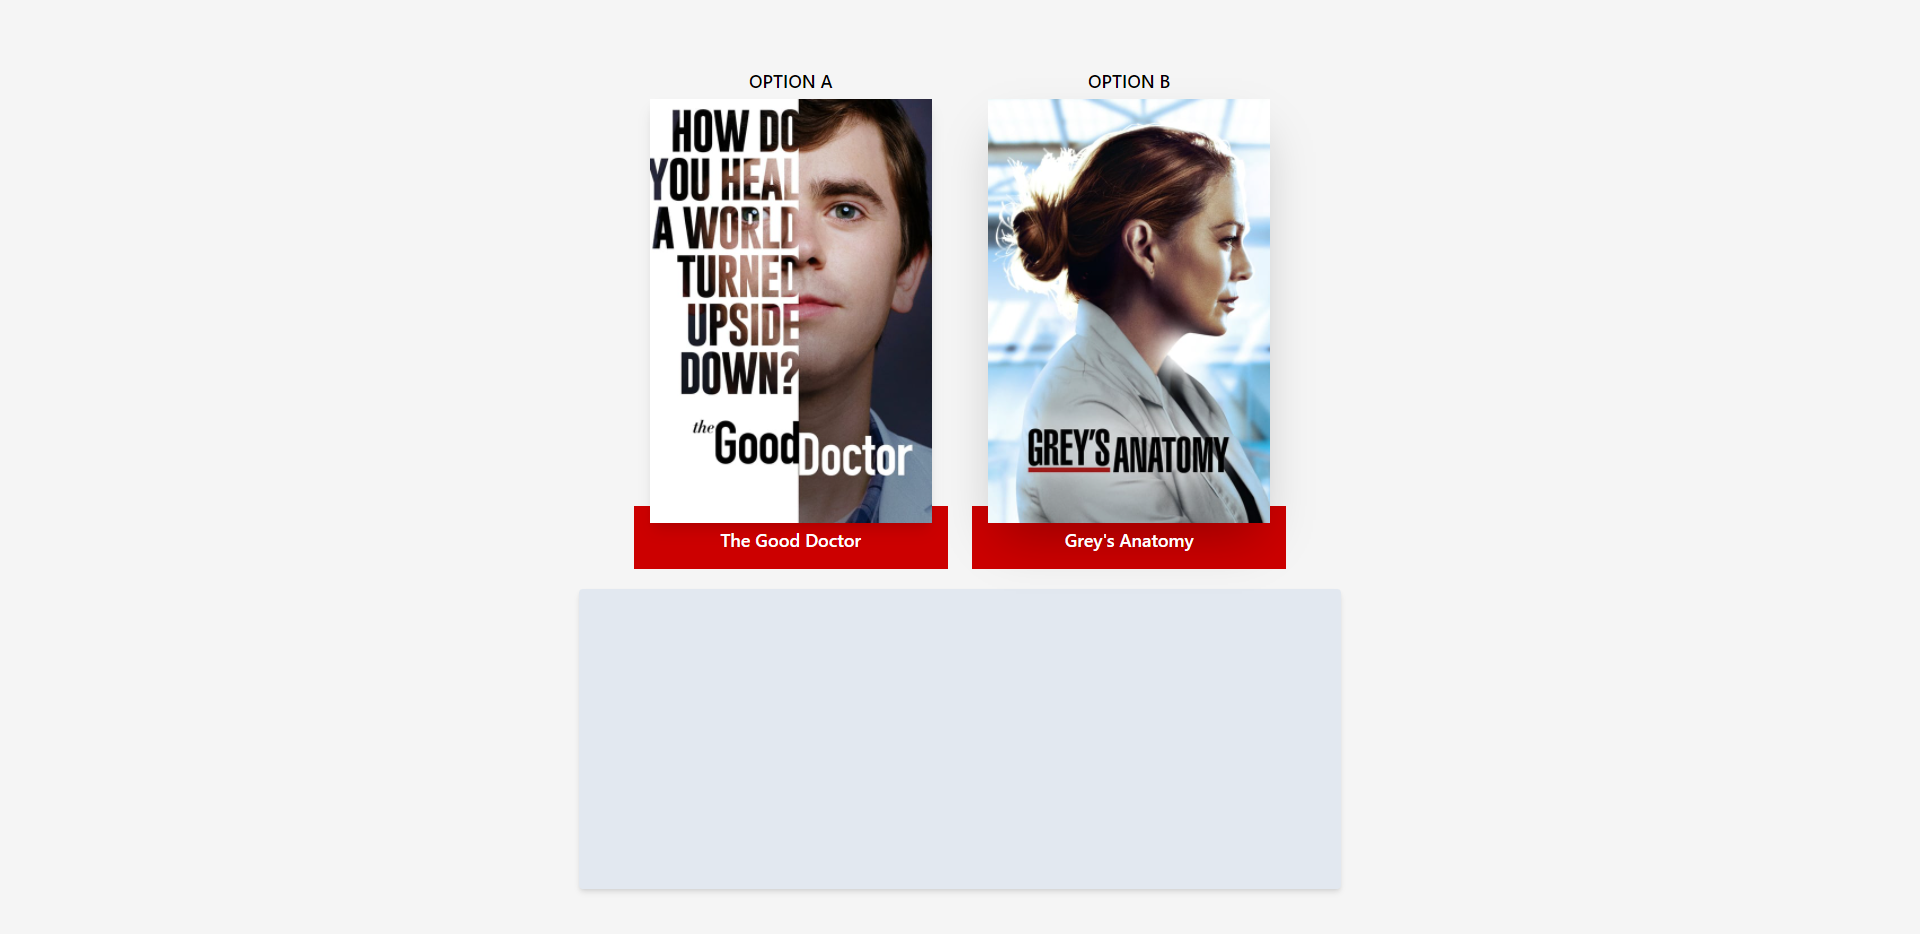 OPTION A
HOW DO
YOU HEAL
A WORLD
TURNED
UPSIDE
DOWN?
the Good Doctor
The Good Doctor
OPTION B
GREY'S ANATOMY
Grey's Anatomy